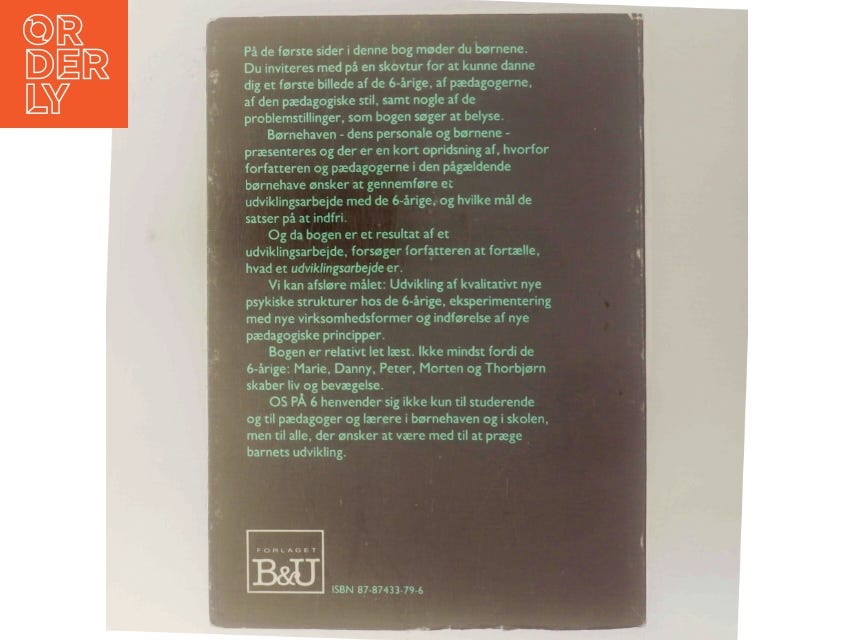 OR
DER
LY
På de første sider i denne bog møder du børnene.
Du inviteres med på en skovtur for at kunne danne
dig et første billede af de 6-årige, af pædagogerne,
af den pædagogiske stil, samt nogle af de
problemstillinger, som bogen søger at belyse.
Børnehaven - dens personale og børnene -
præsenteres og der er en kort opridsning af, hvorfor
forfatteren og pædagogerne i den pågældende
børnehave ønsker at gennemføre et
udviklingsarbejde med de 6-årige, og hvilke mål de
satser på at indfri.
Og da bogen er et resultat af et
udviklingsarbejde, forsøger forfatteren at fortælle,
hvad et udviklingsarbejde er.
Vi kan afsløre målet: Udvikling af kvalitativt nye
psykiske strukturer hos de 6-årige, eksperimentering
med nye virksomhedsformer og indførelse af nye
pædagogiske principper.
Bogen er relativt let læst. Ikke mindst fordi de
6-årige: Marie, Danny, Peter, Morten og Thorbjørn
skaber liv og bevægelse.
OS PÅ 6 henvender sig ikke kun til studerende
og til pædagoger og lærere i børnehaven og i skolen,
men til alle, der ønsker at være med til at præge
barnets udvikling.
FORLAGET
B&U
ISBN 87-87433-79-6